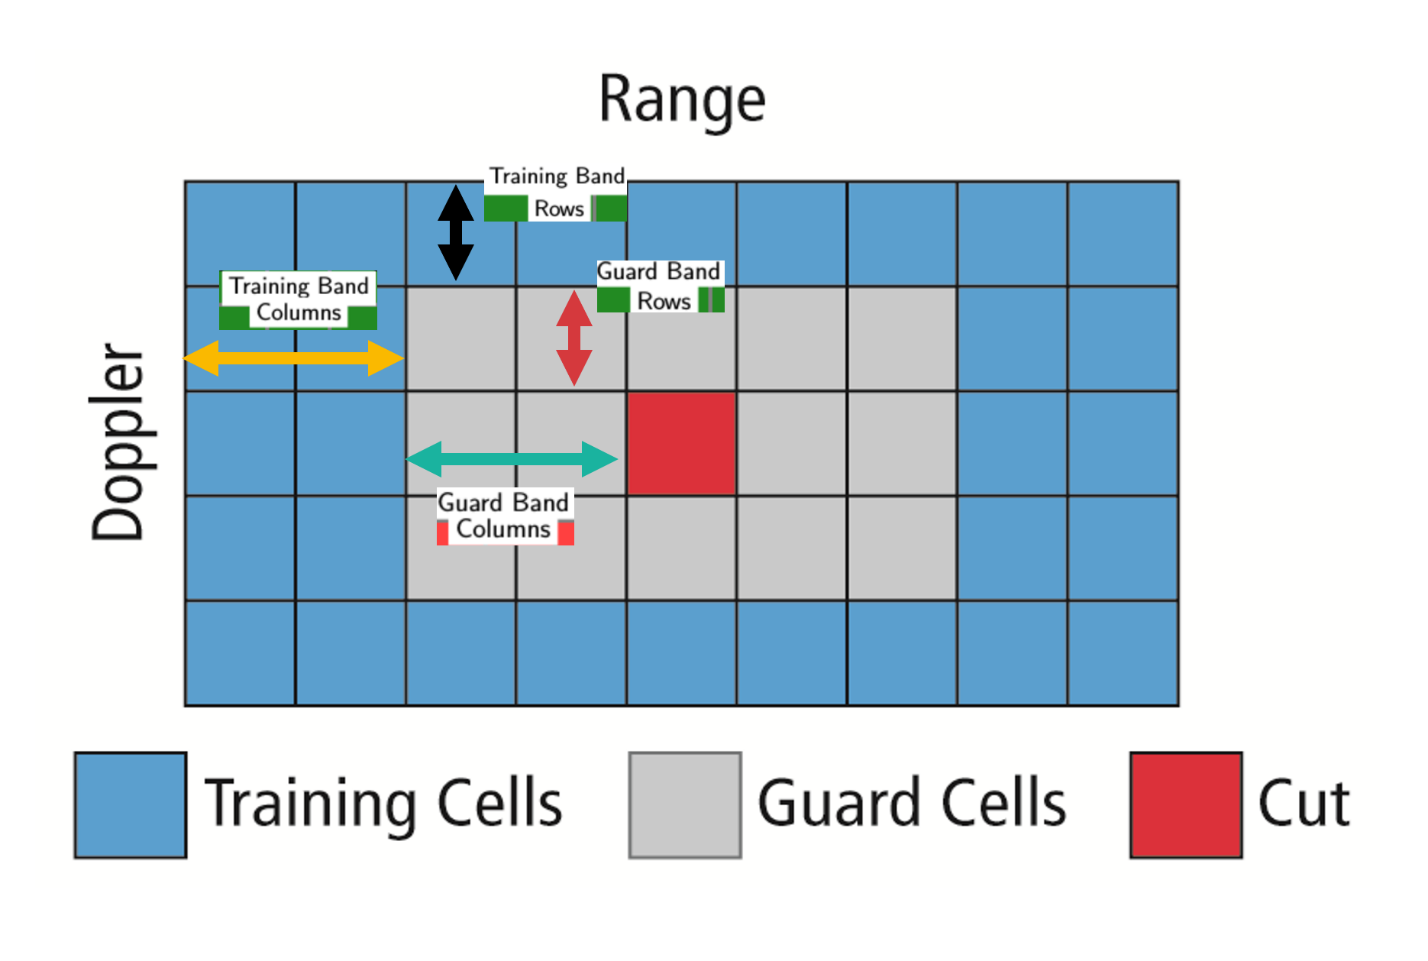 Range
Training Band
Rows
Guard Band
Rows
Training Band
Columns
Doppler
Guard Band
Columns
Training Cells
Guard Cells
Cut